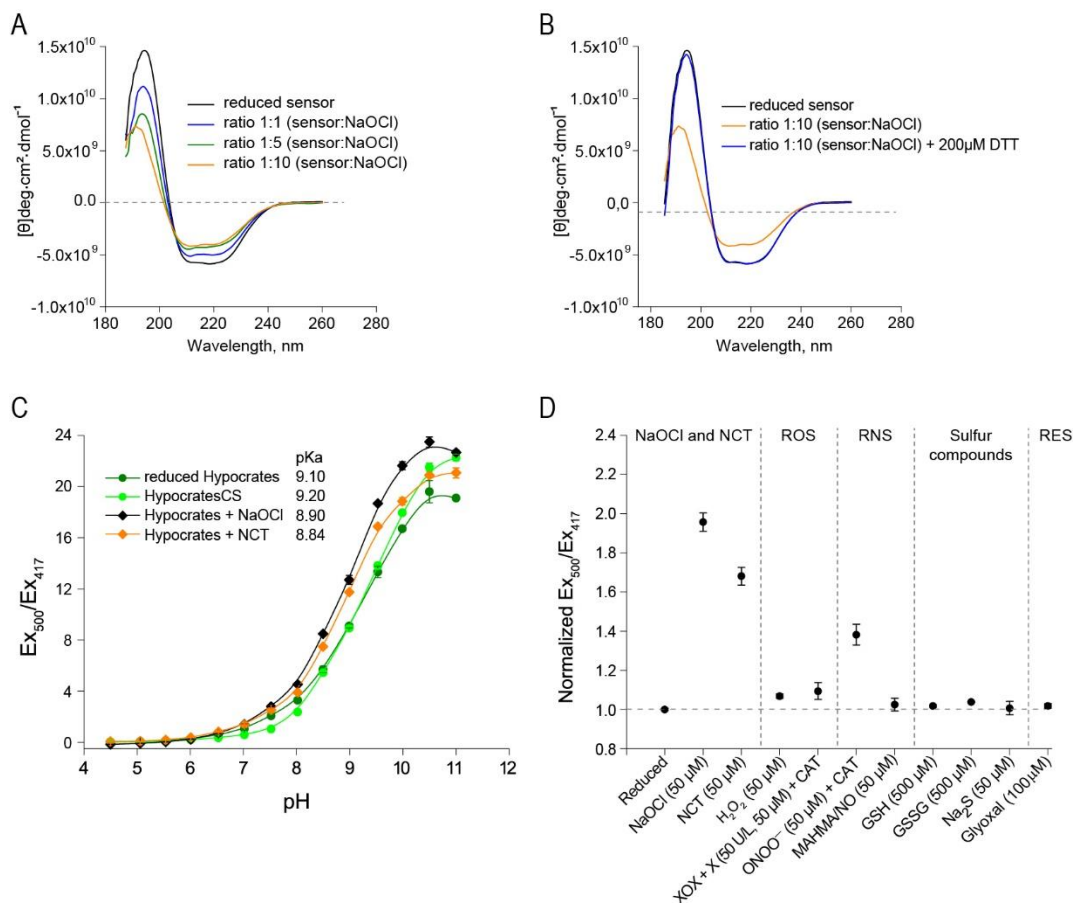 A
1.5x10¹⁰
1.0x10¹⁰
5.0x10⁹
0.0
-5.0x10⁹
-1.0x10¹⁰
[θ]deg·cm²·dmol⁻¹
reduced sensor
ratio 1:1 (sensor:NaOCl)
ratio 1:5 (sensor:NaOCl)
ratio 1:10 (sensor:NaOCl)
180 200 220 240 260 280
Wavelength, nm
B
1.5x10¹⁰
1.0x10¹⁰
5.0x10⁹
0,0
-5.0x10⁹
-1.0x10¹⁰
[θ]deg·cm²·dmol⁻¹
reduced sensor
ratio 1:10 (sensor:NaOCl)
ratio 1:10 (sensor:NaOCl) + 200µM DTT
180 200 220 240 260 280
Wavelength, nm
C
24
20
16
12
8
4
0
Ex₅₀₀/Ex₄₁₇
pKa
reduced Hypocrates 9.10
HypocratesCS 9.20
Hypocrates + NaOCl 8.90
Hypocrates + NCT 8.84
4 5 6 7 8 9 10 11 12
pH
D
2.4
2.2
2.0
1.8
1.6
1.4
1.2
1.0
0.8
Normalized Ex₅₀₀/Ex₄₁₇
NaOCl and NCT
ROS
RNS
Sulfur
compounds
RES
Reduced
NaOCl (50 µM)
NCT (50 µM)
H₂O₂ (50 µM)
XOX + X (50 U/L, 50 µM) + CAT
ONOO⁻ (50 µM) + CAT
MAHMA/NO (50 µM)
GSH (500 µM)
GSSG (500 µM)
Na₂S (50 µM)
Glyoxal (100µM)